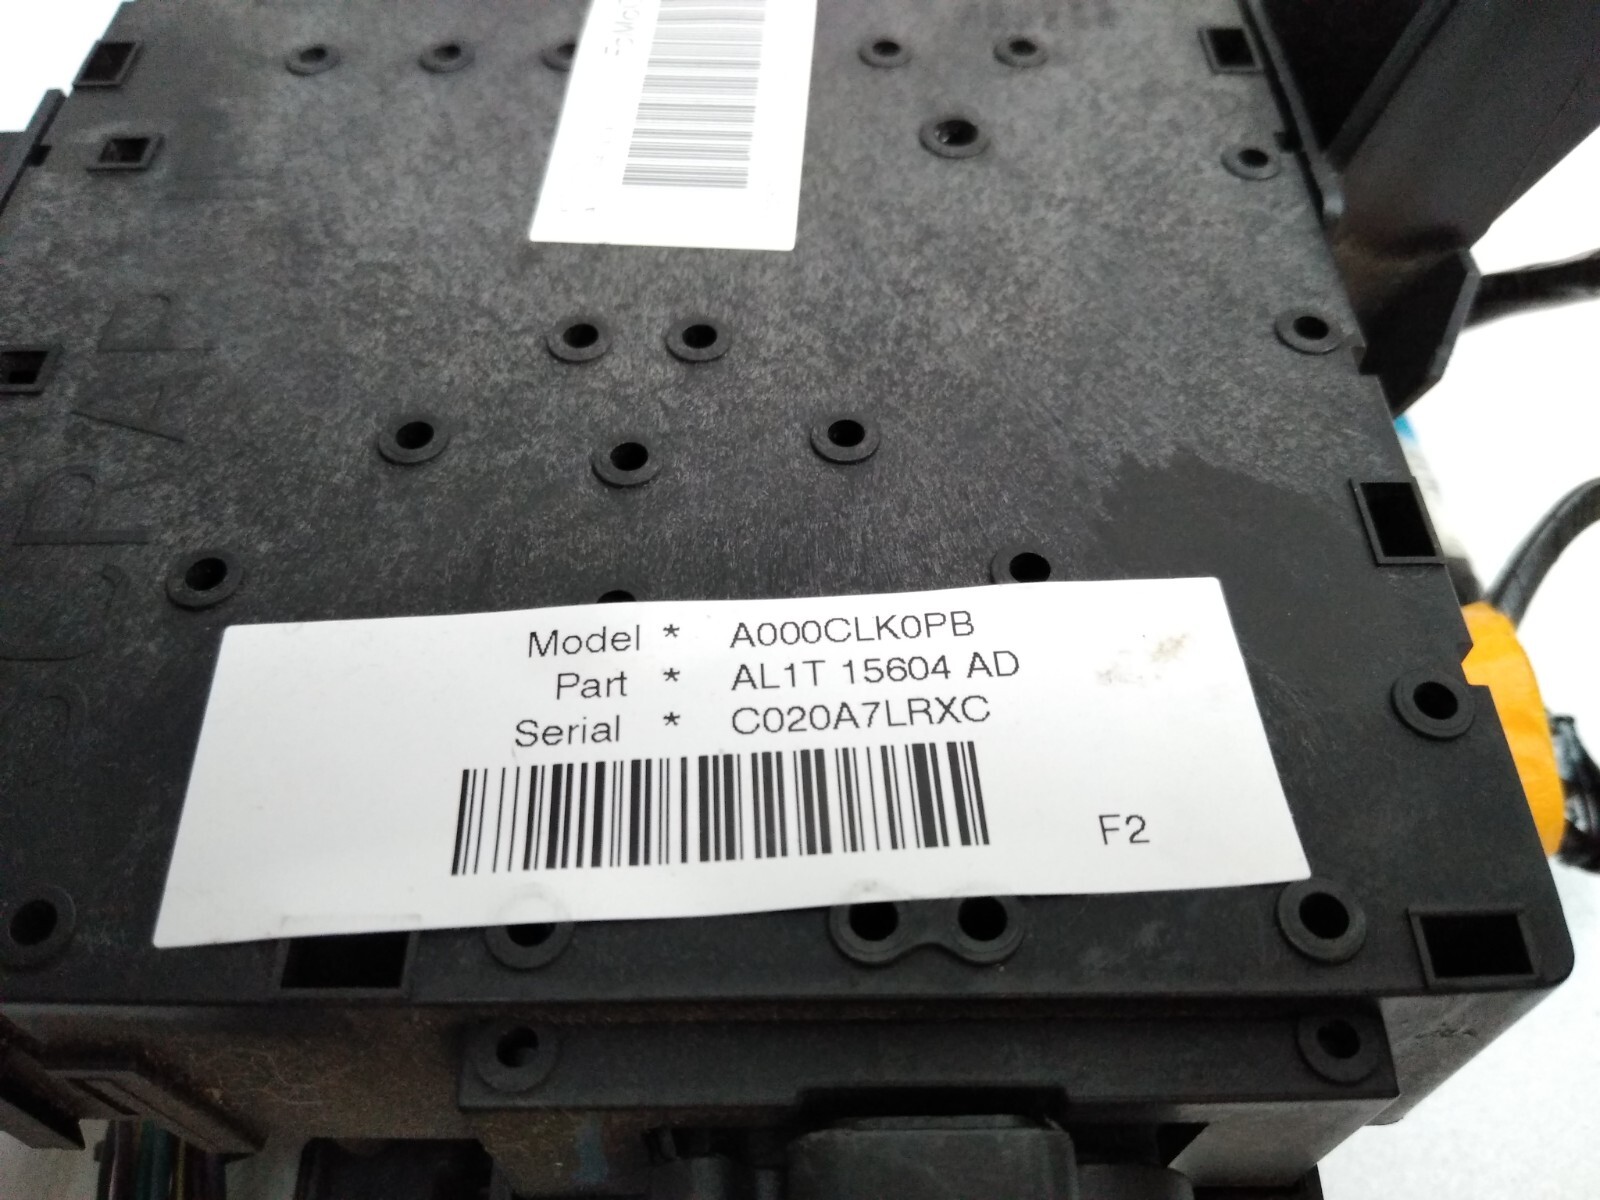 Model * A000CLK0PB
Part * AL1T 15604 AD
Serial * C020A7LRXC
F2